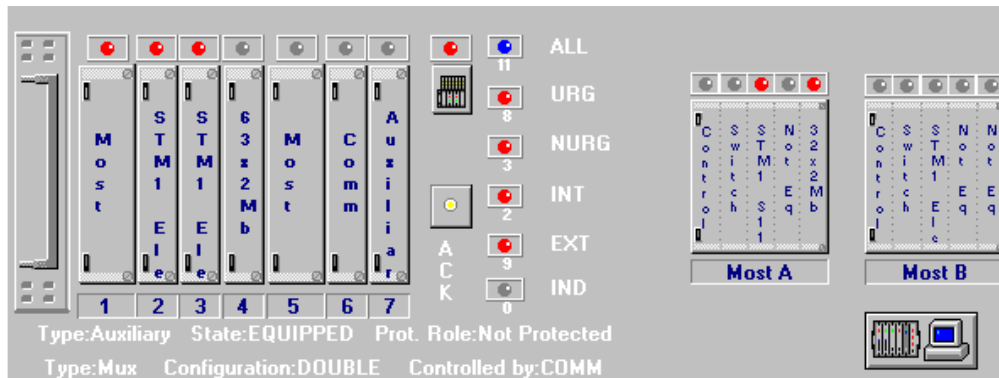 Most
STM1 Ele
STM1 Ele
63x2Mb
Most
Comm
Auxiliar
1 2 3 4 5 6 7
ALL
11
URG
8
NURG
3
INT
2
EXT
9
IND
0
ACK
Control
Switch
STM1 S11
Not Eq
32x2Mb
Most A
Control
Switch
STM1 Ele
Not Eq
Not Eq
Most B
Type:Auxiliary State:EQUIPPED Prot. Role:Not Protected
Type:Mux Configuration:DOUBLE Controlled by:COMM